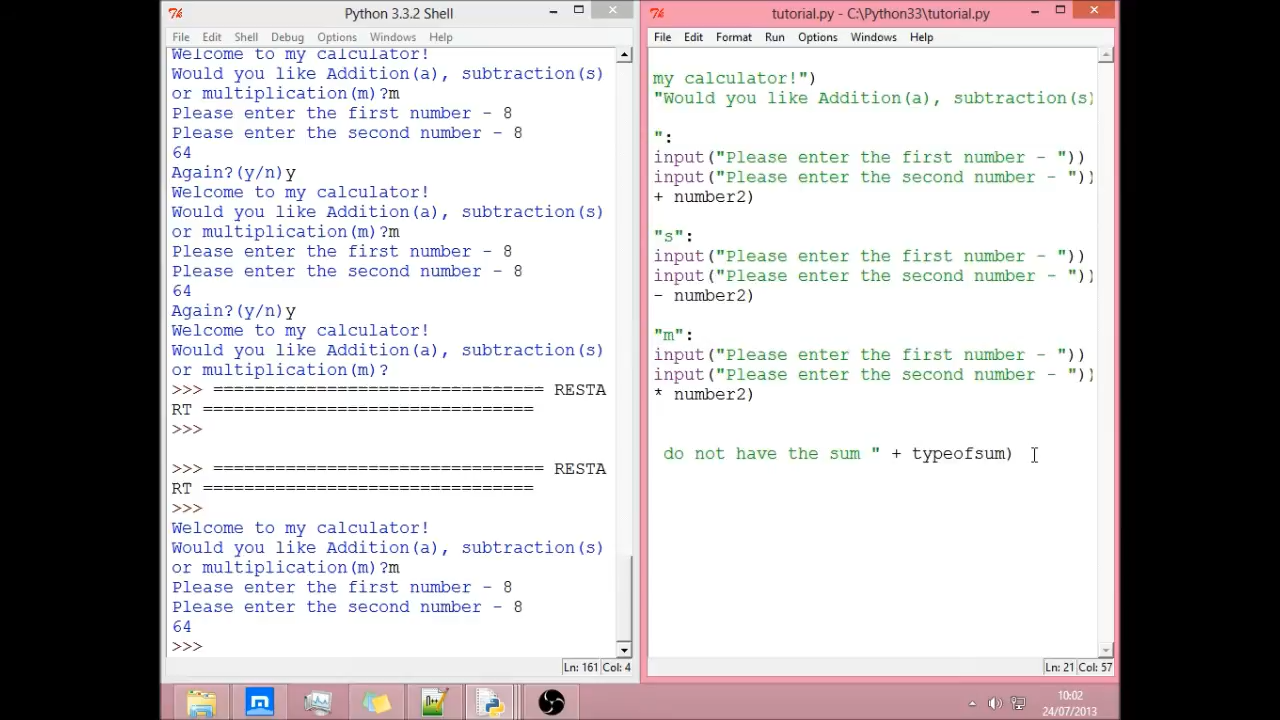 Python 3.3.2 Shell
File Edit Shell Debug Options Windows Help
Welcome to my calculator!
Would you like Addition(a), subtraction(s)
or multiplication(m)?m
Please enter the first number - 8
Please enter the second number - 8
64
Again?(y/n)y
Welcome to my calculator!
Would you like Addition(a), subtraction(s)
or multiplication(m)?m
Please enter the first number - 8
Please enter the second number - 8
64
Again?(y/n)y
Welcome to my calculator!
Would you like Addition(a), subtraction(s)
or multiplication(m)?
>>> ================================ RESTA
RT ================================
>>>
>>> ================================ RESTA
RT ================================
>>>
Welcome to my calculator!
Would you like Addition(a), subtraction(s)
or multiplication(m)?m
Please enter the first number - 8
Please enter the second number - 8
64
>>>
Ln: 161 Col: 4
tutorial.py - C:\Python33\tutorial.py
File Edit Format Run Options Windows Help
my calculator!")
"Would you like Addition(a), subtraction(s)
":
input("Please enter the first number - "))
input("Please enter the second number - "))
+ number2)
"s":
input("Please enter the first number - "))
input("Please enter the second number - "))
- number2)
"m":
input("Please enter the first number - "))
input("Please enter the second number - "))
* number2)
do not have the sum " + typeofsum)
Ln: 21 Col: 57
10:02
24/07/2013